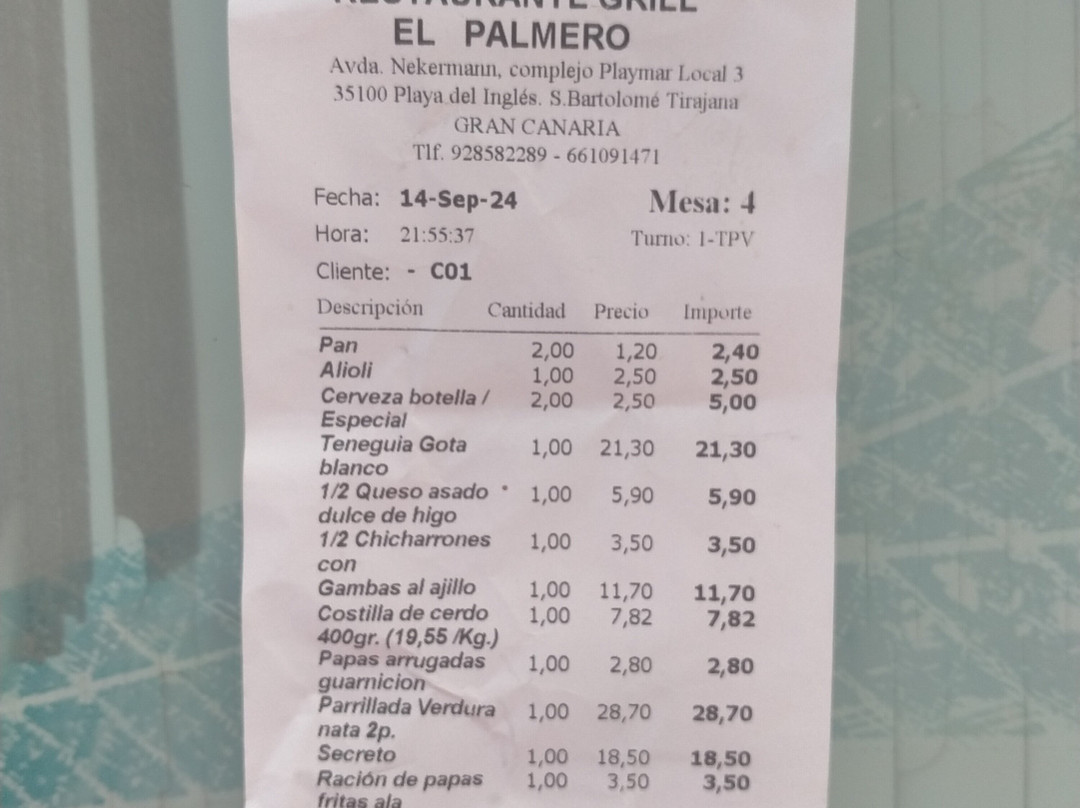 RESTAURANTE GRILL
EL PALMERO
Avda. Nekermann, complejo Playmar Local 3
35100 Playa del Inglés. S.Bartolomé Tirajana
GRAN CANARIA
Tlf. 928582289 - 661091471
Fecha: 14-Sep-24 Mesa: 4
Hora: 21:55:37 Turno: 1-TPV
Cliente: - C01
Descripción Cantidad Precio Importe
Pan 2,00 1,20 2,40
Alioli 1,00 2,50 2,50
Cerveza botella / 2,00 2,50 5,00
Especial
Teneguia Gota 1,00 21,30 21,30
blanco
1/2 Queso asado * 1,00 5,90 5,90
dulce de higo
1/2 Chicharrones 1,00 3,50 3,50
con
Gambas al ajillo 1,00 11,70 11,70
Costilla de cerdo 1,00 7,82 7,82
400gr. (19,55 /Kg.)
Papas arrugadas 1,00 2,80 2,80
guarnicion
Parrillada Verdura 1,00 28,70 28,70
nata 2p.
Secreto 1,00 18,50 18,50
Ración de papas 1,00 3,50 3,50
fritas ala